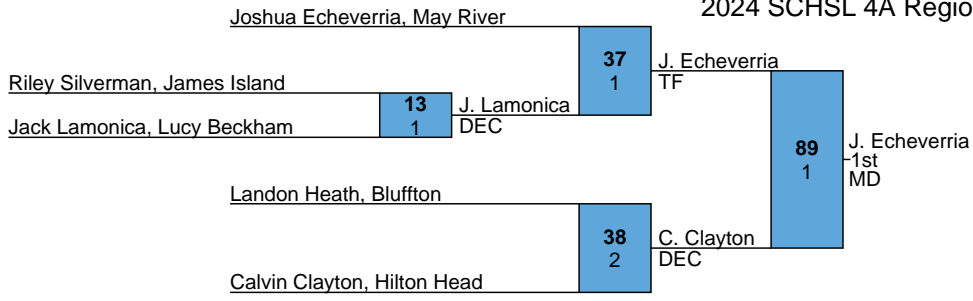 2024 SCHSL 4A Regio
Joshua Echeverria, May River
37
1
J. Echeverria
TF
Riley Silverman, James Island
13
1
J. Lamonica
DEC
Jack Lamonica, Lucy Beckham
89
1
J. Echeverria
1st
MD
Landon Heath, Bluffton
38
2
C. Clayton
DEC
Calvin Clayton, Hilton Head